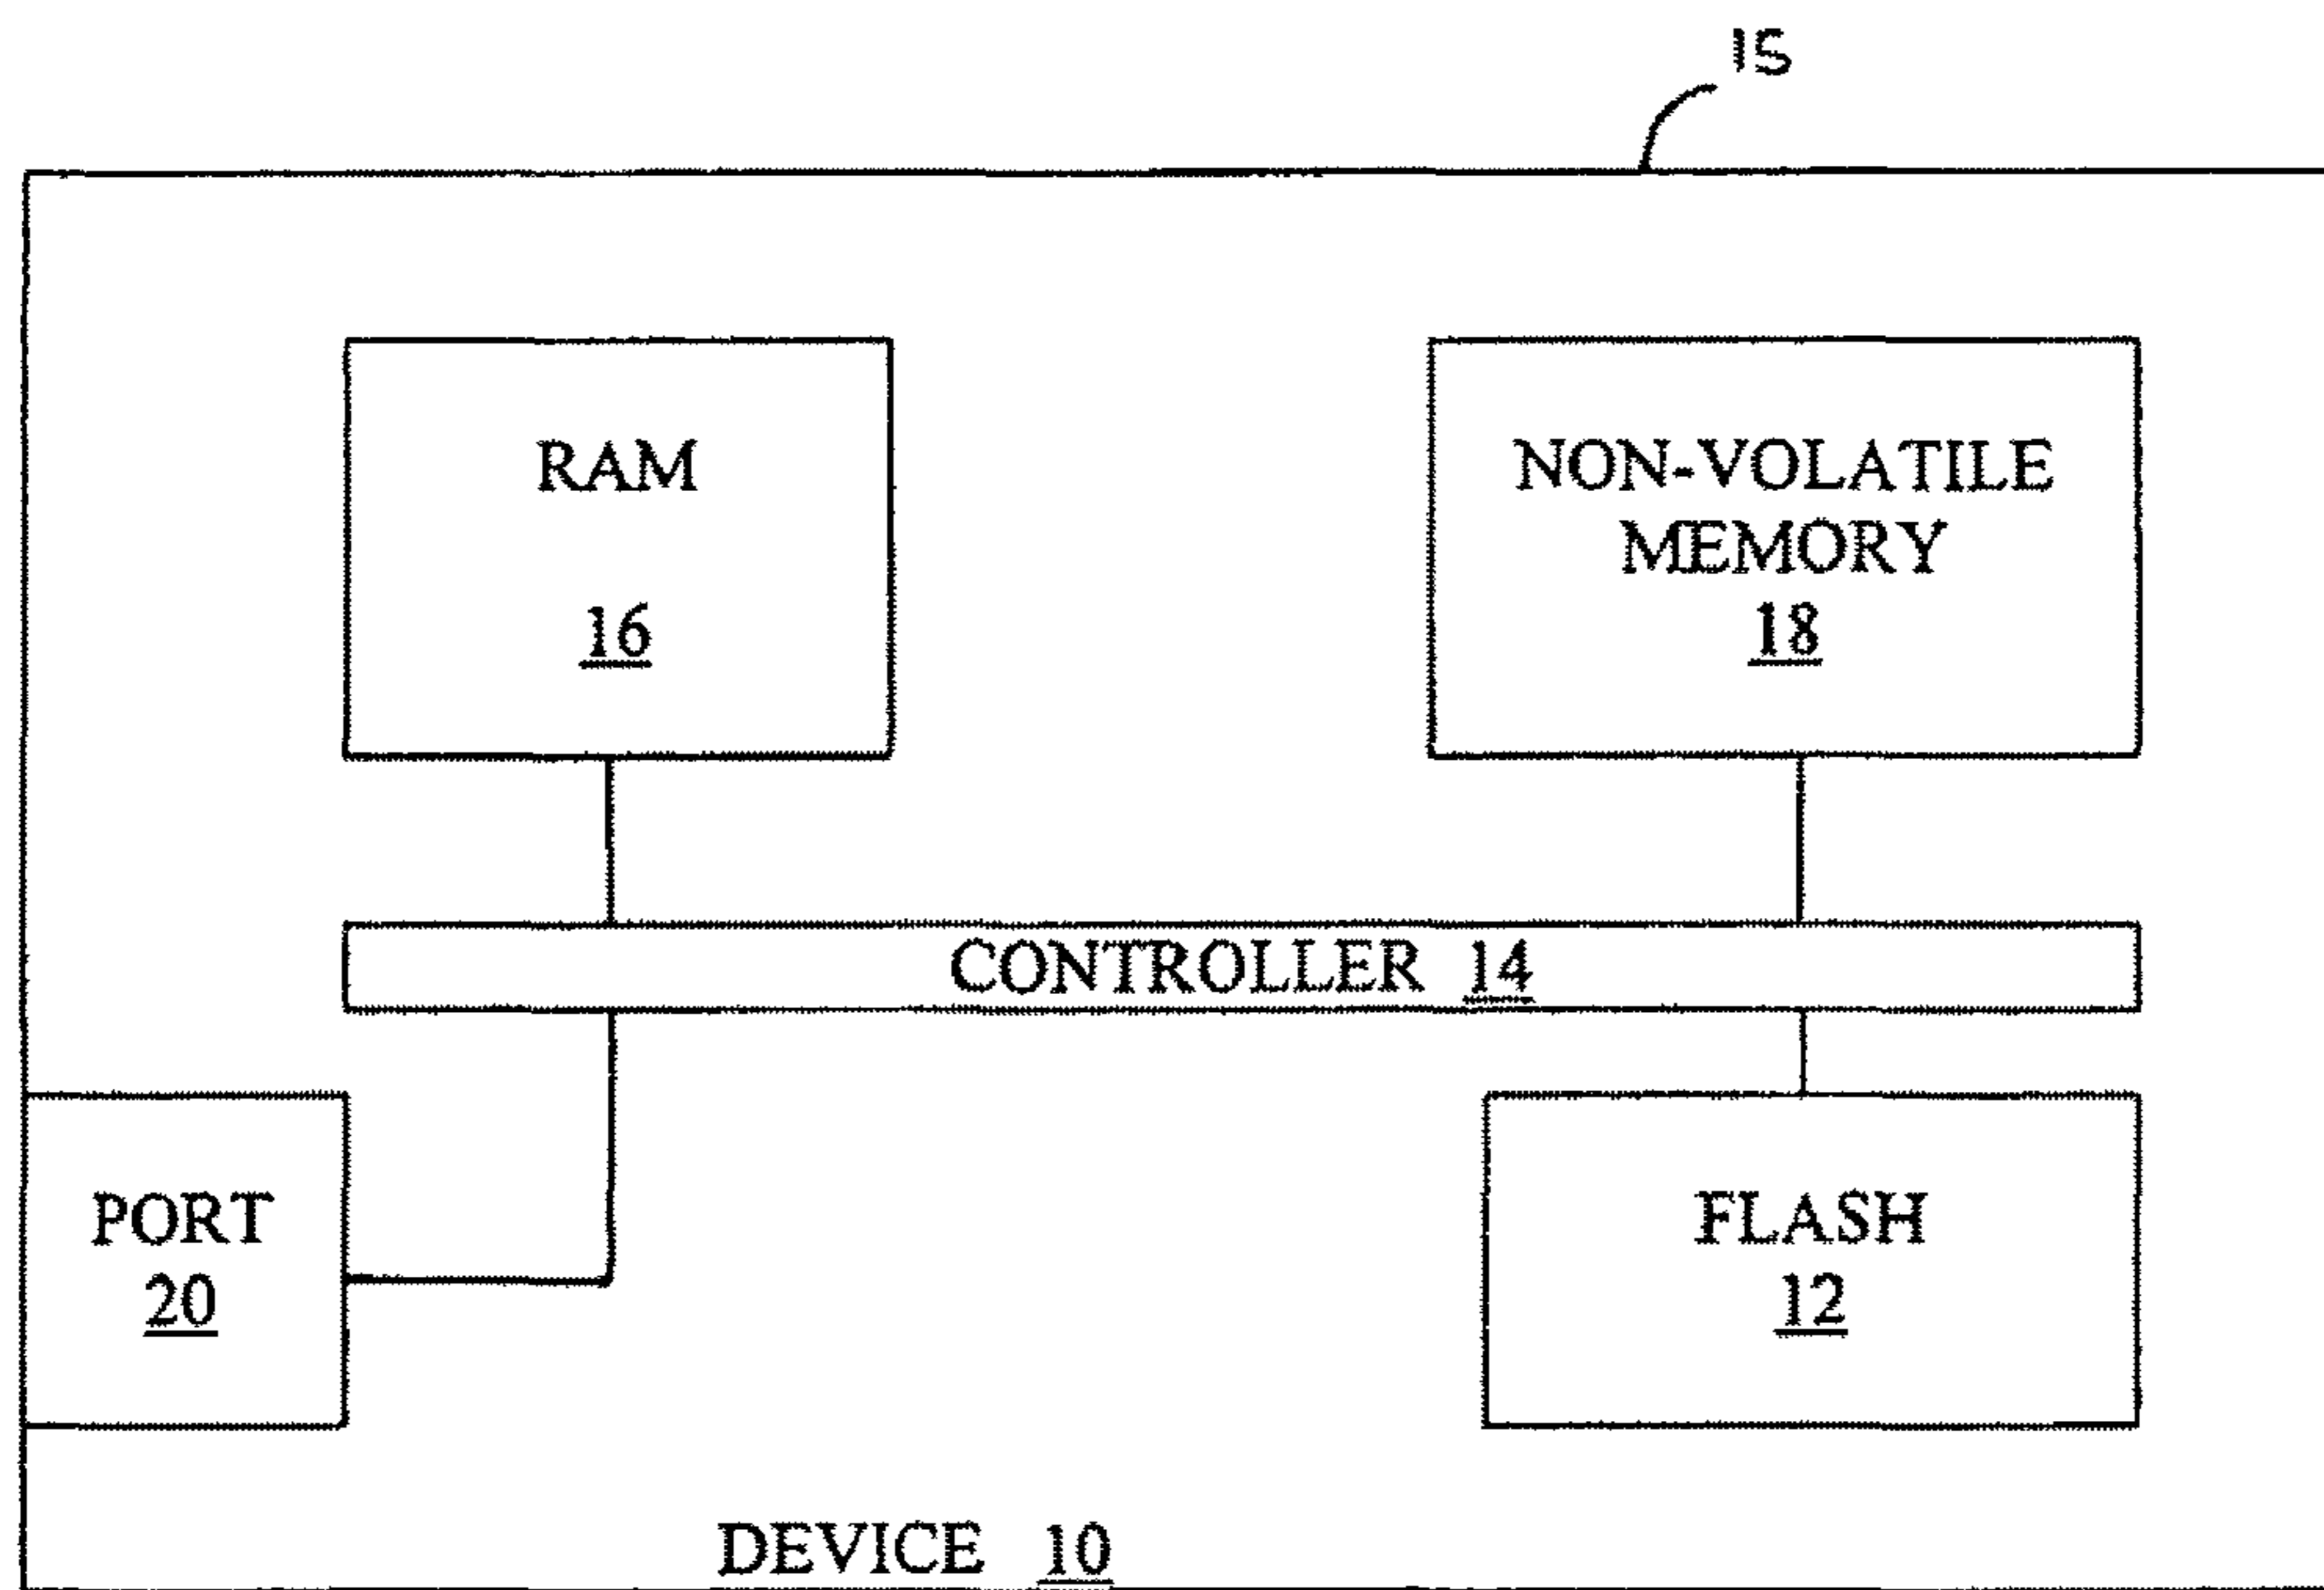 15
RAM
16
NON-VOLATILE
MEMORY
18
CONTROLLER 14
PORT
20
FLASH
12
DEVICE 10